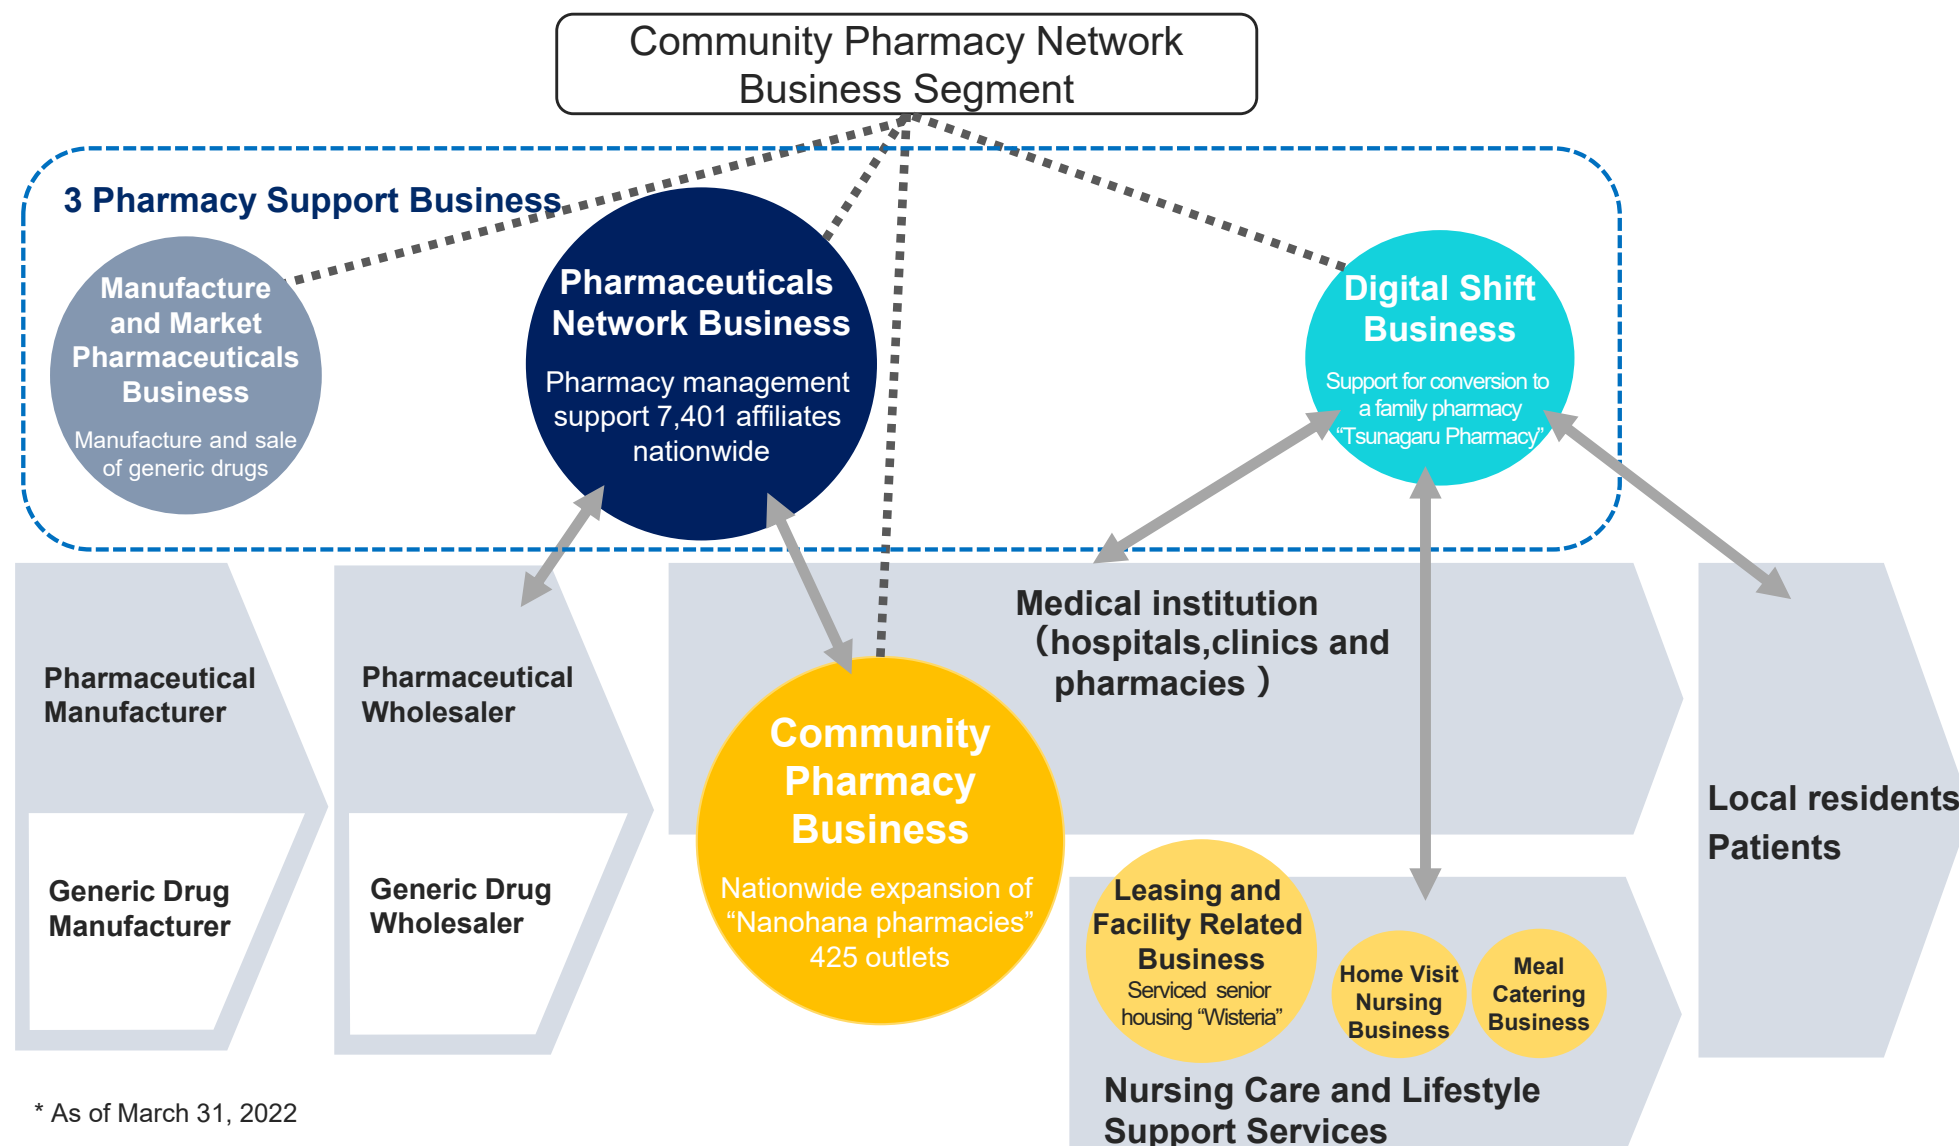 Community Pharmacy Network
Business Segment
3 Pharmacy Support Business
Manufacture
and Market
Pharmaceuticals
Business
Manufacture and sale
of generic drugs
Pharmaceuticals
Network Business
Pharmacy management
support 7,401 affiliates
nationwide
Digital Shift
Business
Support for conversion to
a family pharmacy
“Tsunagaru Pharmacy”
Pharmaceutical
Manufacturer
Generic Drug
Manufacturer
Pharmaceutical
Wholesaler
Generic Drug
Wholesaler
Medical institution
（hospitals,clinics and
pharmacies ）
Community
Pharmacy
Business
Nationwide expansion of
“Nanohana pharmacies”
425 outlets
Leasing and
Facility Related
Business
Serviced senior
housing “Wisteria”
Home Visit
Nursing
Business
Meal
Catering
Business
Nursing Care and Lifestyle
Support Services
Local residents
Patients
* As of March 31, 2022